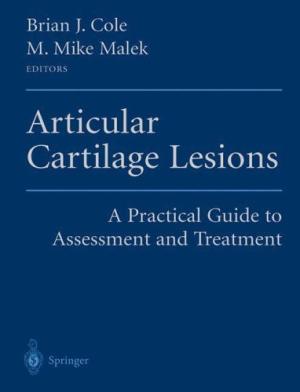 Brian J. Cole
M. Mike Malek
EDITORS
Articular
Cartilage Lesions
A Practical Guide to
Assessment and Treatment
Springer